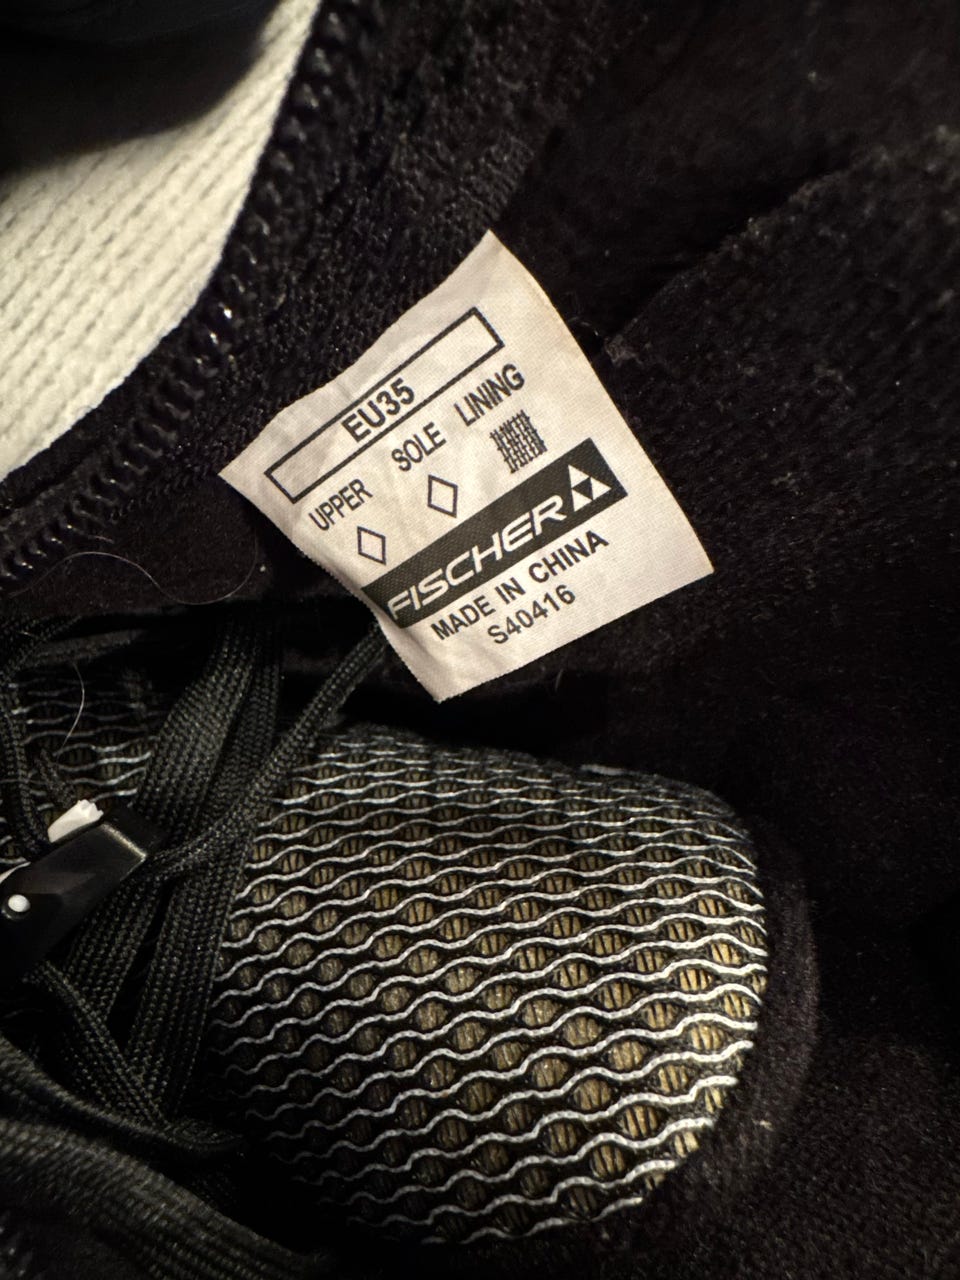 EU35
UPPER SOLE LINING
FISCHER
MADE IN CHINA
S40416